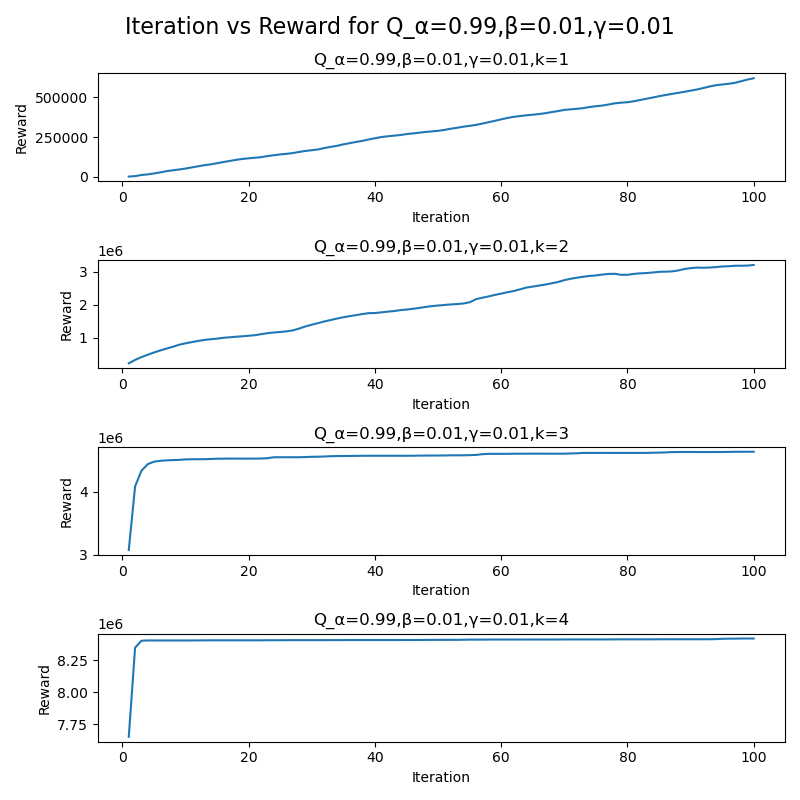 Iteration vs Reward for Q_α=0.99,β=0.01,γ=0.01
Q_α=0.99,β=0.01,γ=0.01,k=1
500000
250000
0
Reward
0 20 40 60 80 100
Iteration
Q_α=0.99,β=0.01,γ=0.01,k=2
1e6
3
2
1
Reward
0 20 40 60 80 100
Iteration
Q_α=0.99,β=0.01,γ=0.01,k=3
1e6
4
3
Reward
0 20 40 60 80 100
Iteration
Q_α=0.99,β=0.01,γ=0.01,k=4
1e6
8.25
8.00
7.75
Reward
0 20 40 60 80 100
Iteration